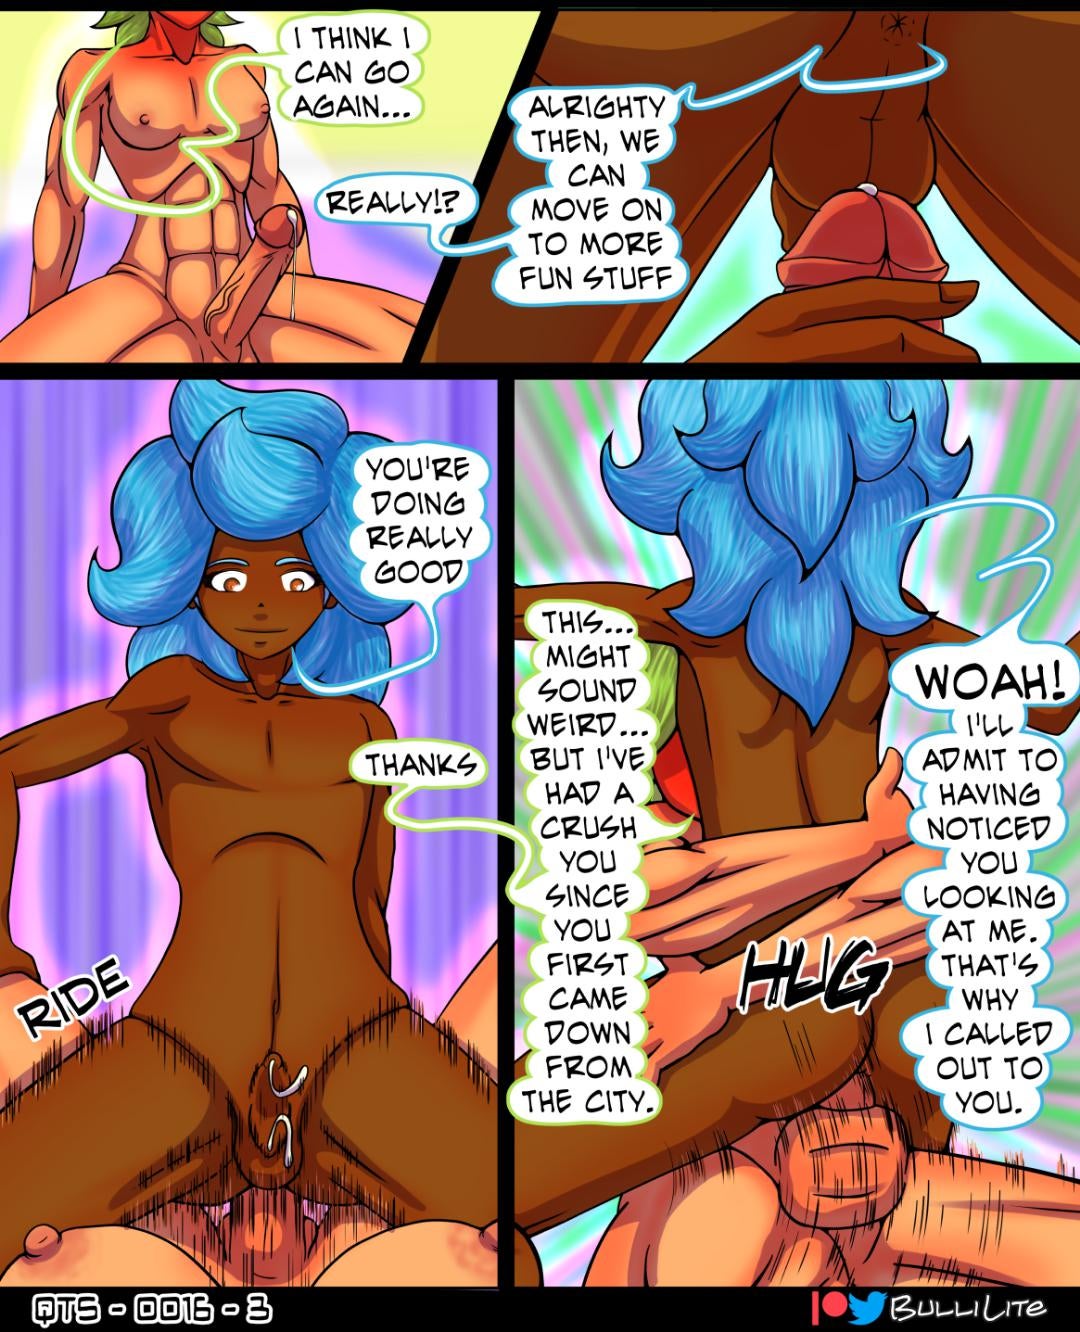 I THINK I
CAN GO
AGAIN...
REALLY!?
ALRIGHTY
THEN, WE
CAN
MOVE ON
TO MORE
FUN STUFF
YOU'RE
DOING
REALLY
GOOD
THANKS
RIDE
THIS...
MIGHT
SOUND
WEIRD...
BUT I'VE
HAD A
CRUSH
YOU
SINCE
YOU
FIRST
CAME
DOWN
FROM
THE CITY.
HUG
WOAH!
I'LL
ADMIT TO
HAVING
NOTICED
YOU
LOOKING
AT ME.
THAT'S
WHY
I CALLED
OUT TO
YOU.
QTS - 0016 - 3
BULLILITE